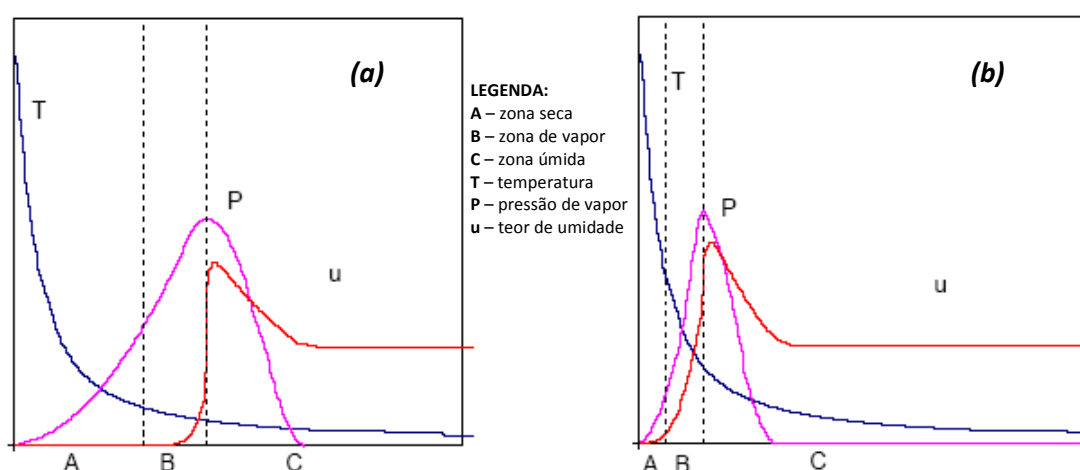 (a)
T
P
u
A
B
C
LEGENDA:
A – zona seca
B – zona de vapor
C – zona úmida
T – temperatura
P – pressão de vapor
u – teor de umidade
(b)
T
P
u
A
B
C